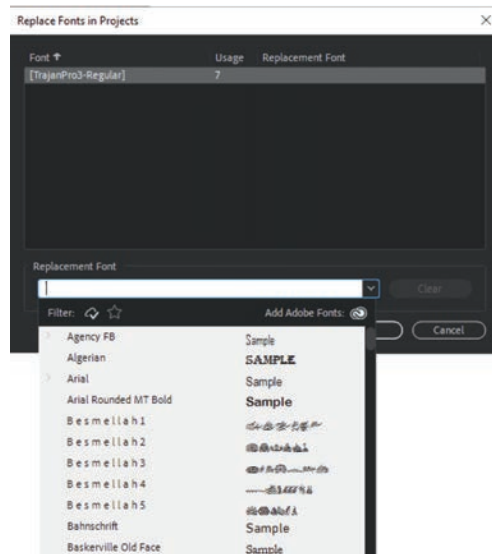 Replace Fonts in Projects
Font Usage Replacement Font
[TrajanPro3-Regular] 7
Replacement Font
Clear
Filter: Add Adobe Fonts:
Cancel
Agency FB Sample
Algerian SAMPLE
Arial Sample
Arial Rounded MT Bold Sample
Besmellah1
Besmellah2
Besmellah3
Besmellah4
Besmellah5
Bahnschrift Sample
Baskerville Old Face Sample